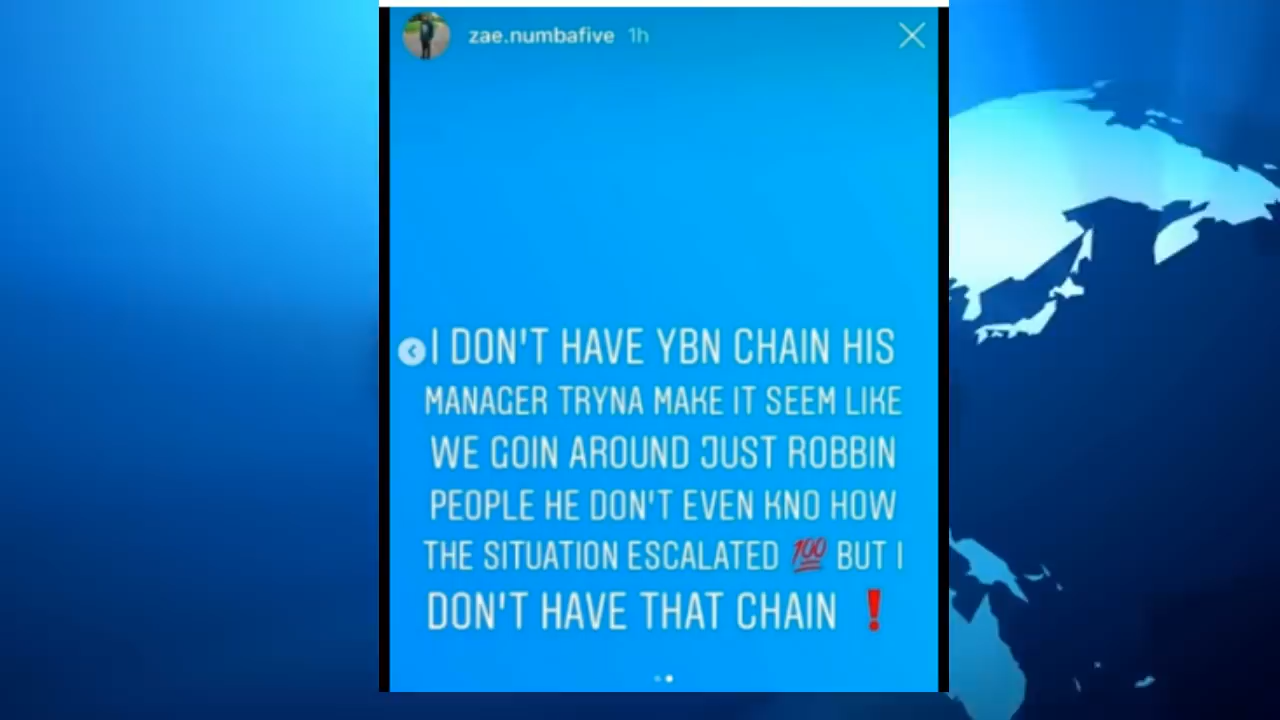 zae.numbafive 1h
I DON'T HAVE YBN CHAIN HIS
MANAGER TRYNA MAKE IT SEEM LIKE
WE GOIN AROUND JUST ROBBIN
PEOPLE HE DON'T EVEN KNO HOW
THE SITUATION ESCALATED 💯 BUT I
DON'T HAVE THAT CHAIN ❗